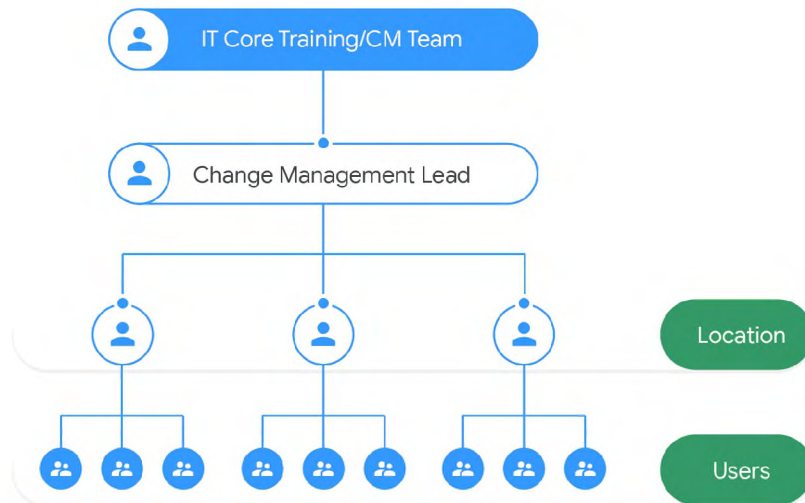 IT Core Training/CM Team
Change Management Lead
Location
Users